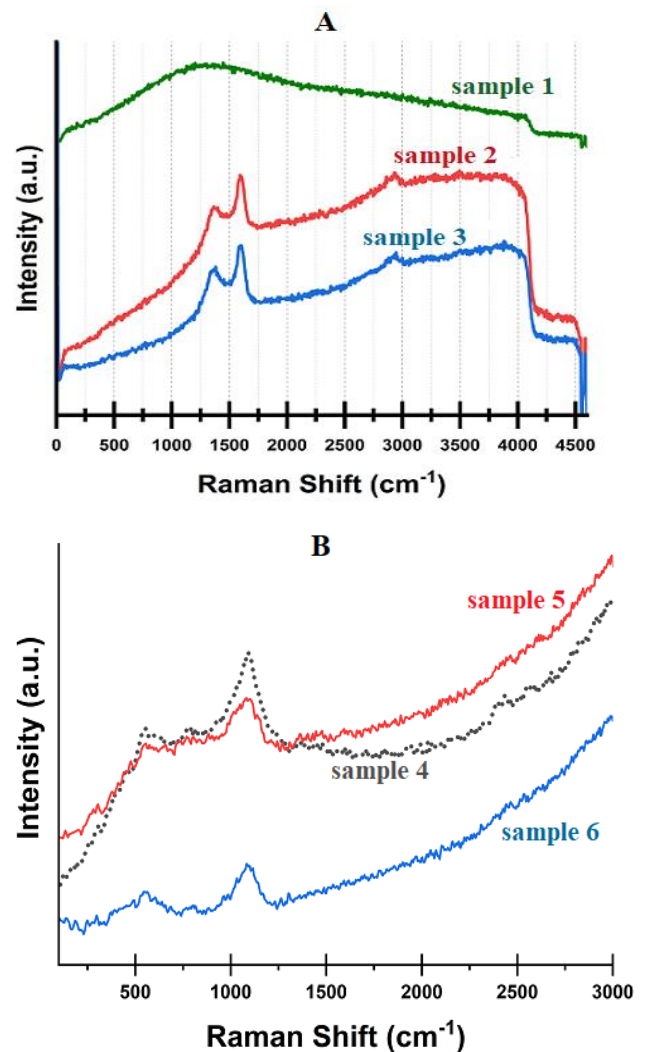 A
sample 1
sample 2
sample 3
Intensity (a.u.)
0 500 1000 1500 2000 2500 3000 3500 4000 4500
Raman Shift (cm⁻¹)
B
sample 5
sample 4
sample 6
Intensity (a.u.)
500 1000 1500 2000 2500 3000
Raman Shift (cm⁻¹)